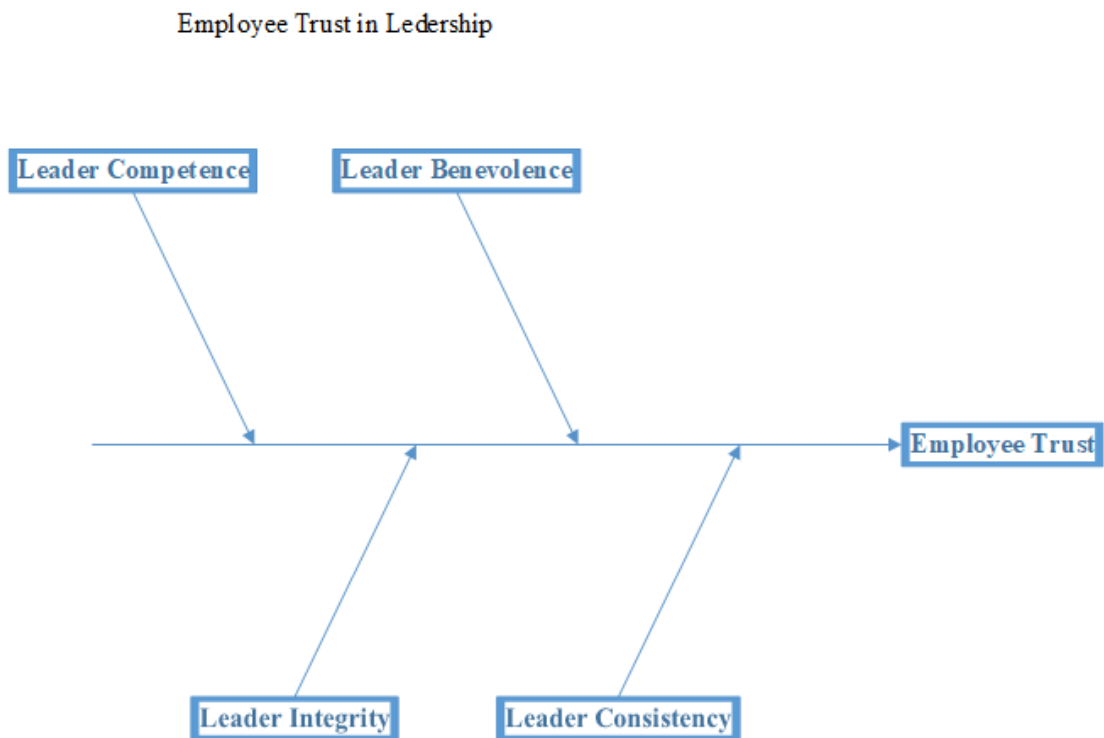 Employee Trust in Ledership
Leader Competence
Leader Benevolence
Employee Trust
Leader Integrity
Leader Consistency